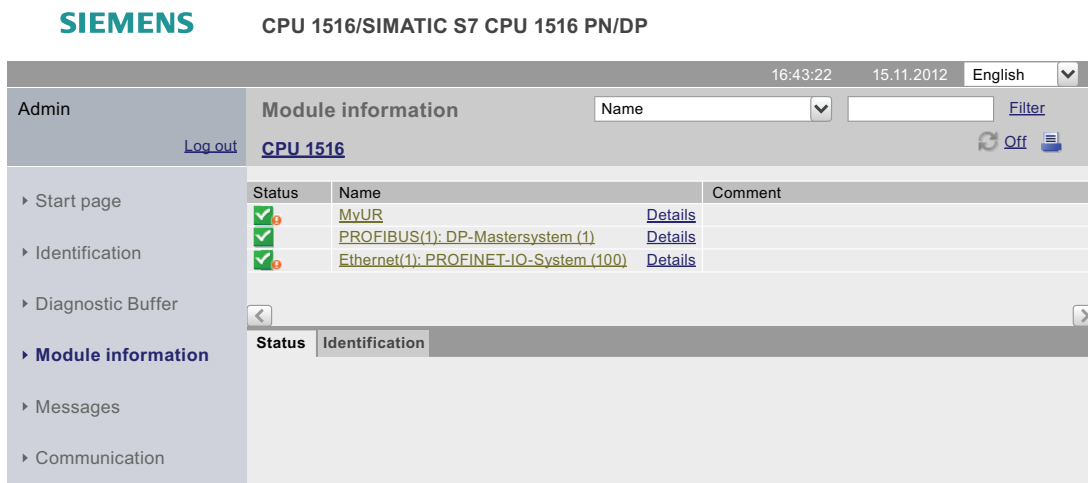 SIEMENS CPU 1516/SIMATIC S7 CPU 1516 PN/DP
16:43:22 15.11.2012 English
Admin Module information Name Filter
Log out CPU 1516 Off
Status Name Comment
MyUR Details
PROFIBUS(1): DP-Mastersystem (1) Details
Ethernet(1): PROFINET-IO-System (100) Details
Start page
Identification
Diagnostic Buffer
Status Identification
Module information
Messages
Communication